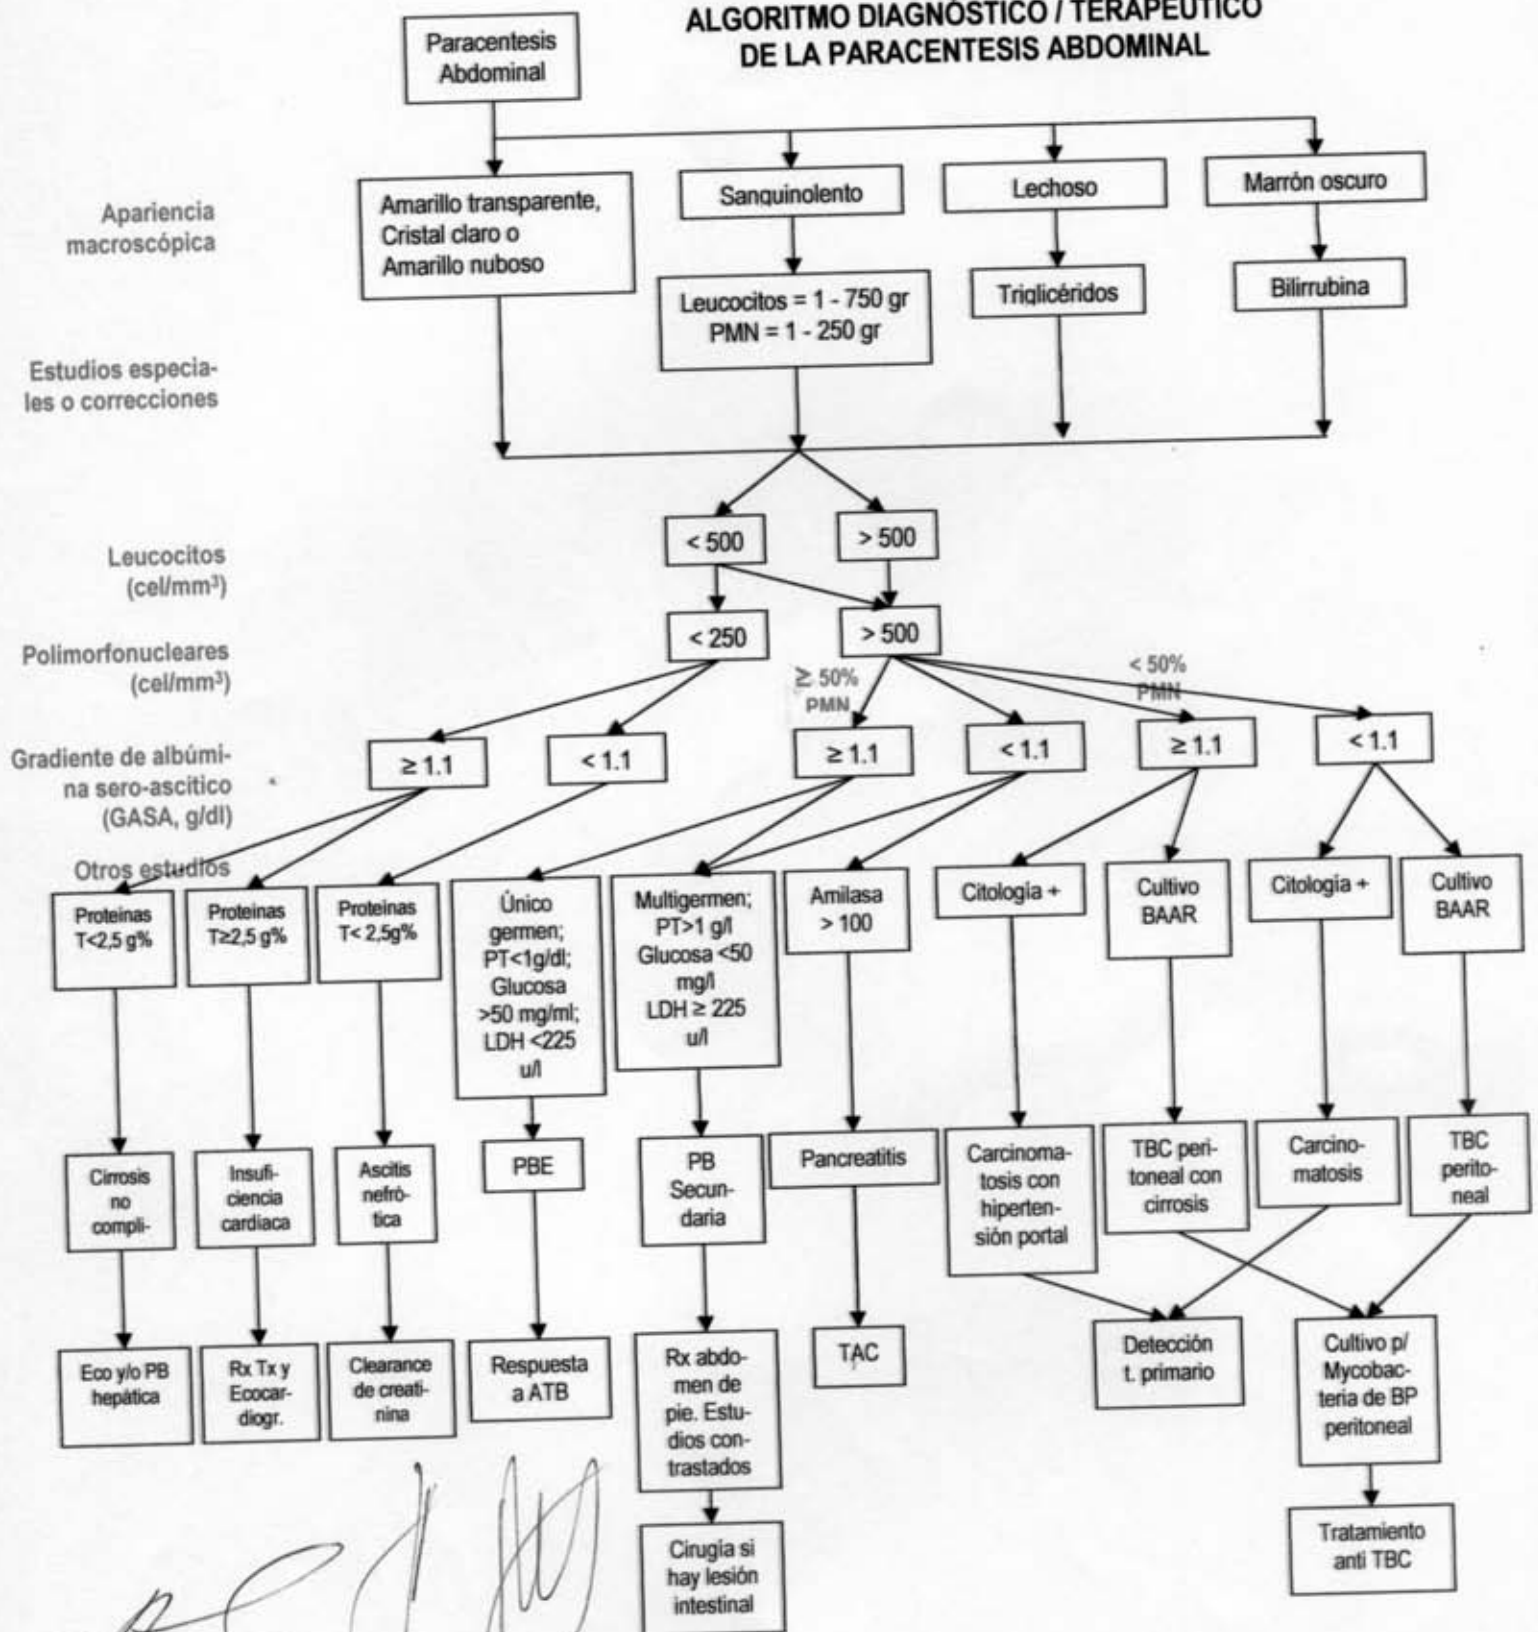 ALGORITMO DIAGNÓSTICO / TERAPEUTICO
DE LA PARACENTESIS ABDOMINAL
Paracentesis
Abdominal
Apariencia
macroscópica
Amarillo transparente,
Cristal claro o
Amarillo nuboso
Sanguinolento
Lechoso
Marrón oscuro
Estudios especia-
les o correcciones
Leucocitos = 1 - 750 gr
PMN = 1 - 250 gr
Triglicéridos
Bilirrubina
Leucocitos
(cel/mm³)
< 500
> 500
Polimorfonucleares
(cel/mm³)
< 250
> 500
≥ 50%
PMN
< 50%
PMN
Gradiente de albúmi-
na sero-ascítico
(GASA, g/dl)
≥ 1.1
< 1.1
≥ 1.1
< 1.1
≥ 1.1
< 1.1
Otros estudios
Proteinas
T<2,5 g%
Proteinas
T≥2,5 g%
Proteinas
T< 2,5g%
Único
germen;
PT<1g/dl;
Glucosa
>50 mg/ml;
LDH <225
u/l
Multigermen;
PT>1 g/l
Glucosa <50
mg/l
LDH ≥ 225
u/l
Amilasa
> 100
Citología +
Cultivo
BAAR
Citología +
Cultivo
BAAR
Cirrosis
no
compli-
Insufi-
ciencia
cardiaca
Ascitis
nefró-
tica
PBE
PB
Secun-
daria
Pancreatitis
Carcinoma-
tosis con
hiperten-
sión portal
TBC peri-
toneal con
cirrosis
Carcino-
matosis
TBC
perito-
neal
Eco y/o PB
hepática
Rx Tx y
Ecocar-
diogr.
Clearance
de creati-
nina
Respuesta
a ATB
Rx abdo-
men de
pie. Estu-
dios con-
trastados
TAC
Detección
t. primario
Cultivo p/
Mycobac-
teria de BP
peritoneal
Cirugía si
hay lesión
intestinal
Tratamiento
anti TBC